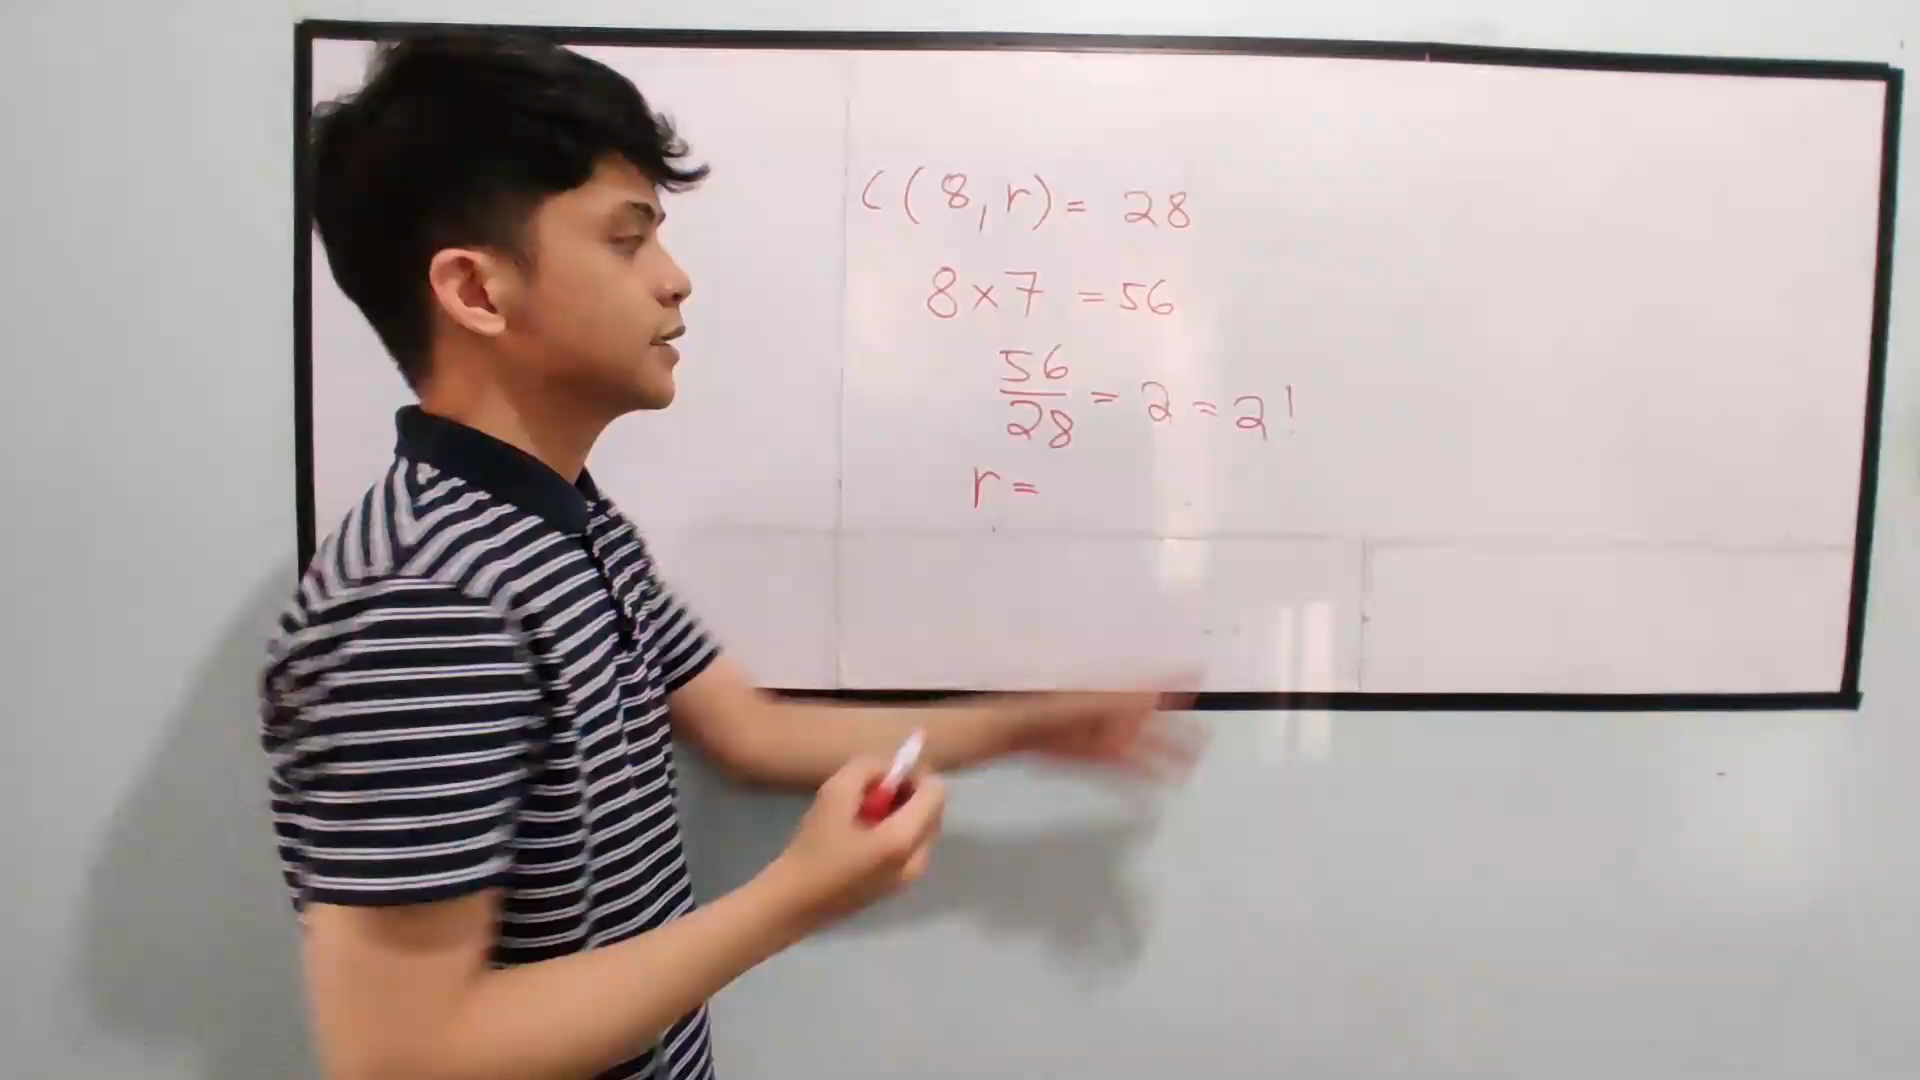 C(8,r) = 28
8×7 = 56
56/28 = 2 = 2!
r =